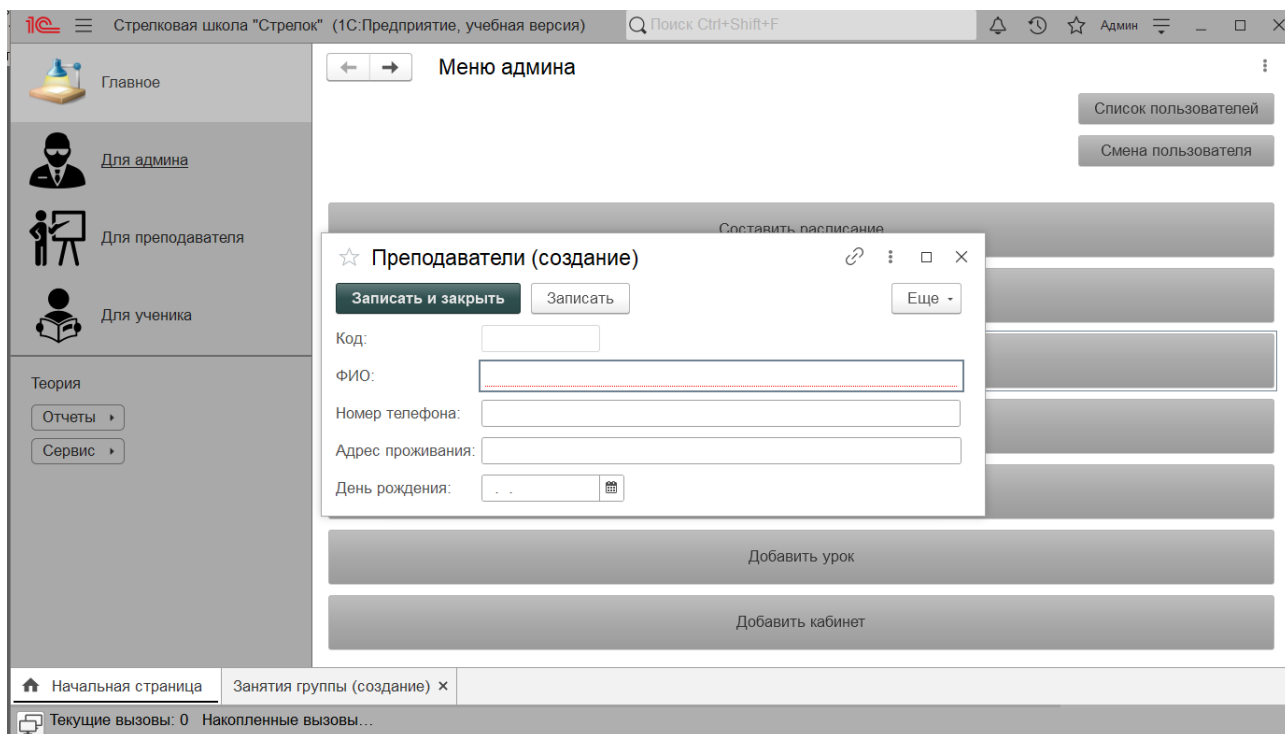 Стрелковая школа "Стрелок" (1С:Предприятие, учебная версия)
Поиск Ctrl+Shift+F
Админ
Главное
Для админа
Для преподавателя
Для ученика
Теория
Отчеты
Сервис
Меню админа
Список пользователей
Смена пользователя
Составить расписание
Преподаватели (создание)
Записать и закрыть
Записать
Еще
Код:
ФИО:
Номер телефона:
Адрес проживания:
День рождения:
Добавить урок
Добавить кабинет
Начальная страница
Занятия группы (создание)
Текущие вызовы: 0 Накопленные вызовы…